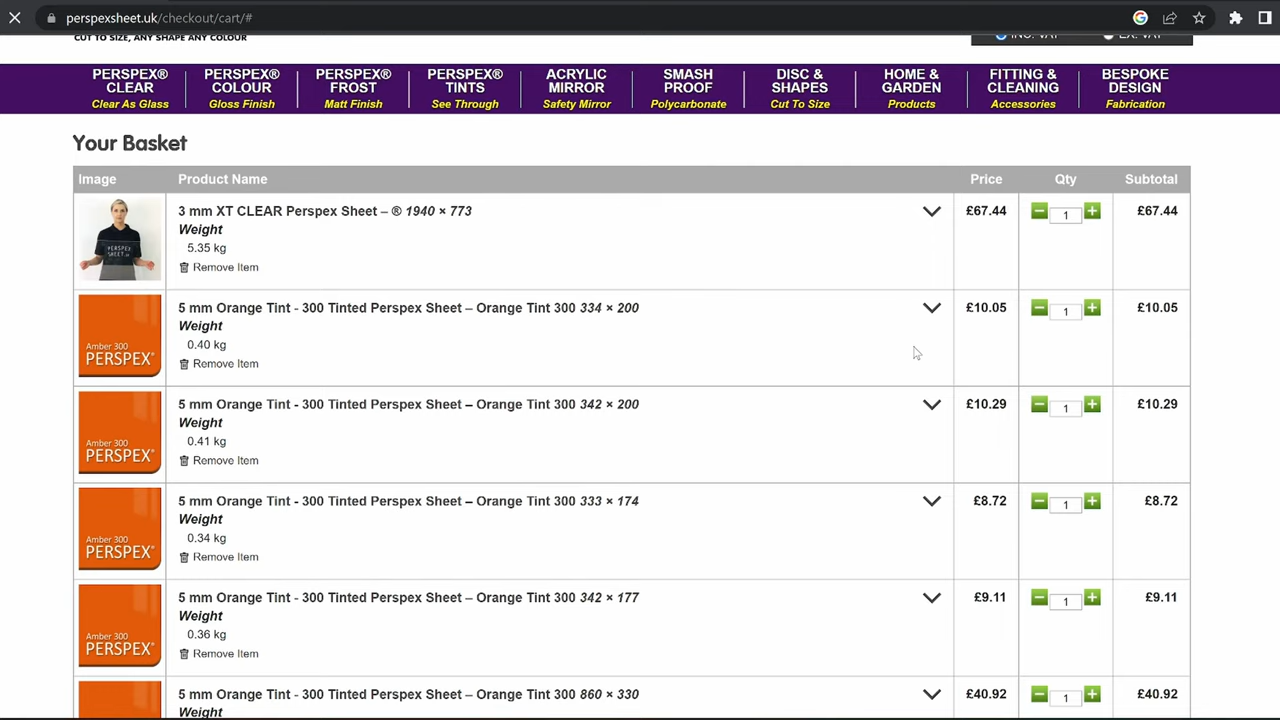 perspexsheet.uk/checkout/cart/#
CUT TO SIZE, ANY SHAPE ANY COLOUR
INC. VAT EX. VAT
PERSPEX® CLEAR
Clear As Glass
PERSPEX® COLOUR
Gloss Finish
PERSPEX® FROST
Matt Finish
PERSPEX® TINTS
See Through
ACRYLIC MIRROR
Safety Mirror
SMASH PROOF
Polycarbonate
DISC & SHAPES
Cut To Size
HOME & GARDEN
Products
FITTING & CLEANING
Accessories
BESPOKE DESIGN
Fabrication
Your Basket
Image Product Name Price Qty Subtotal
3 mm XT CLEAR Perspex Sheet – ® 1940 × 773 £67.44 1 £67.44
Weight
5.35 kg
Remove Item
PERSPEX
SHEET
5 mm Orange Tint - 300 Tinted Perspex Sheet – Orange Tint 300 334 × 200 £10.05 1 £10.05
Weight
0.40 kg
Remove Item
Amber 300
PERSPEX®
5 mm Orange Tint - 300 Tinted Perspex Sheet – Orange Tint 300 342 × 200 £10.29 1 £10.29
Weight
0.41 kg
Remove Item
Amber 300
PERSPEX®
5 mm Orange Tint - 300 Tinted Perspex Sheet – Orange Tint 300 333 × 174 £8.72 1 £8.72
Weight
0.34 kg
Remove Item
Amber 300
PERSPEX®
5 mm Orange Tint - 300 Tinted Perspex Sheet – Orange Tint 300 342 × 177 £9.11 1 £9.11
Weight
0.36 kg
Remove Item
Amber 300
PERSPEX®
5 mm Orange Tint - 300 Tinted Perspex Sheet – Orange Tint 300 860 × 330 £40.92 1 £40.92
Weight